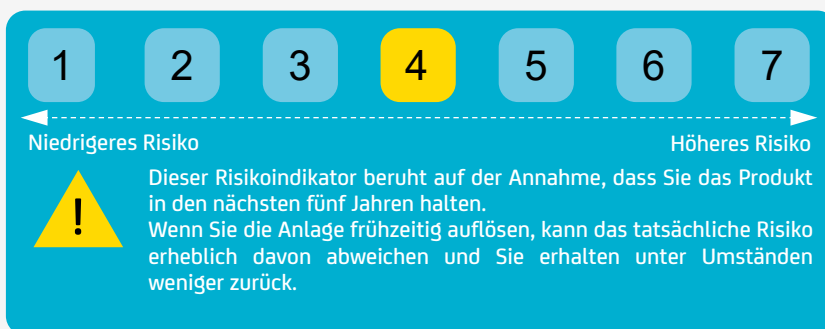 1 2 3 4 5 6 7
Niedrigeres Risiko Höheres Risiko
!
Dieser Risikoindikator beruht auf der Annahme, dass Sie das Produkt
in den nächsten fünf Jahren halten.
Wenn Sie die Anlage frühzeitig auflösen, kann das tatsächliche Risiko
erheblich davon abweichen und Sie erhalten unter Umständen
weniger zurück.